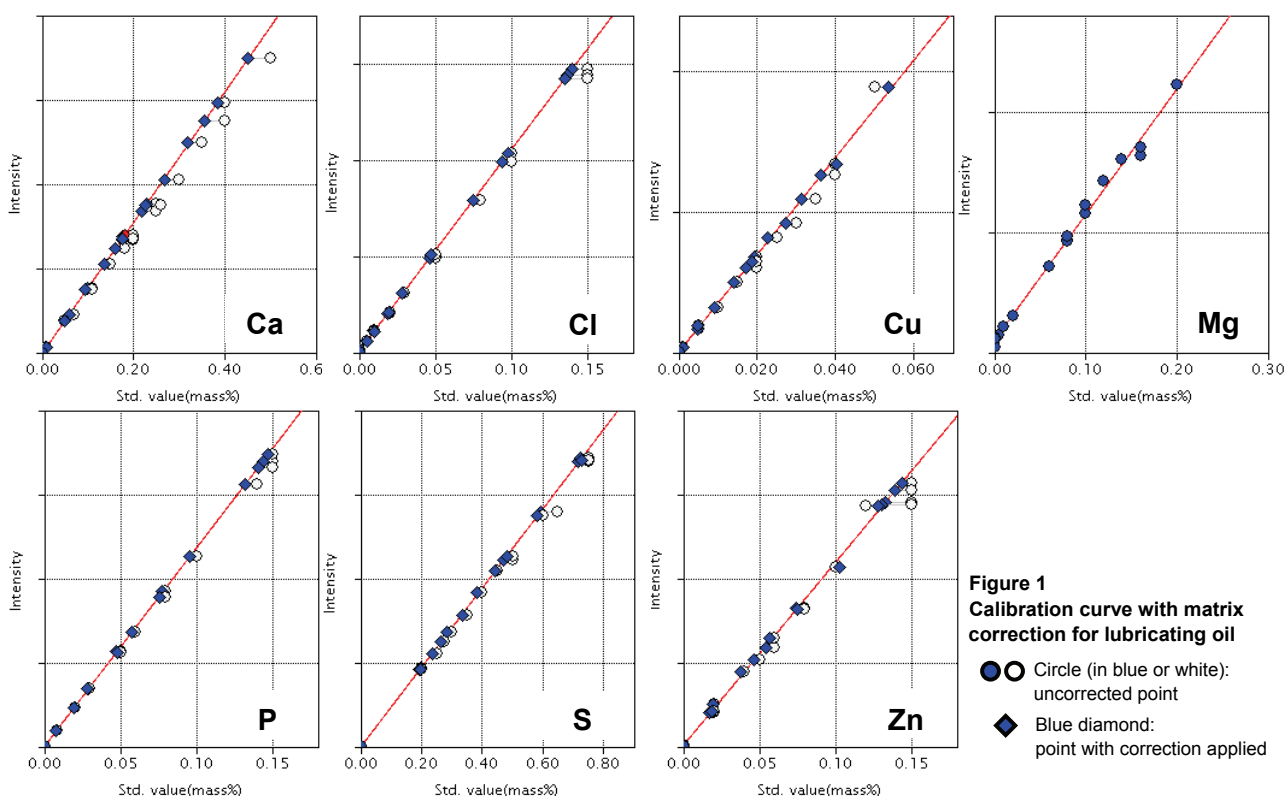 Intensity
Ca
0.00 0.20 0.40 0.6
Std. value(mass%)
Intensity
Cl
0.00 0.05 0.10 0.15
Std. value(mass%)
Intensity
Cu
0.000 0.020 0.040 0.060
Std. value(mass%)
Intensity
Mg
0.00 0.10 0.20 0.30
Std. value(mass%)
Intensity
P
0.00 0.05 0.10 0.15
Std. value(mass%)
Intensity
S
0.00 0.20 0.40 0.60 0.80
Std. value(mass%)
Intensity
Zn
0.00 0.05 0.10 0.15
Std. value(mass%)
Figure 1
Calibration curve with matrix
correction for lubricating oil
Circle (in blue or white):
uncorrected point
Blue diamond:
point with correction applied